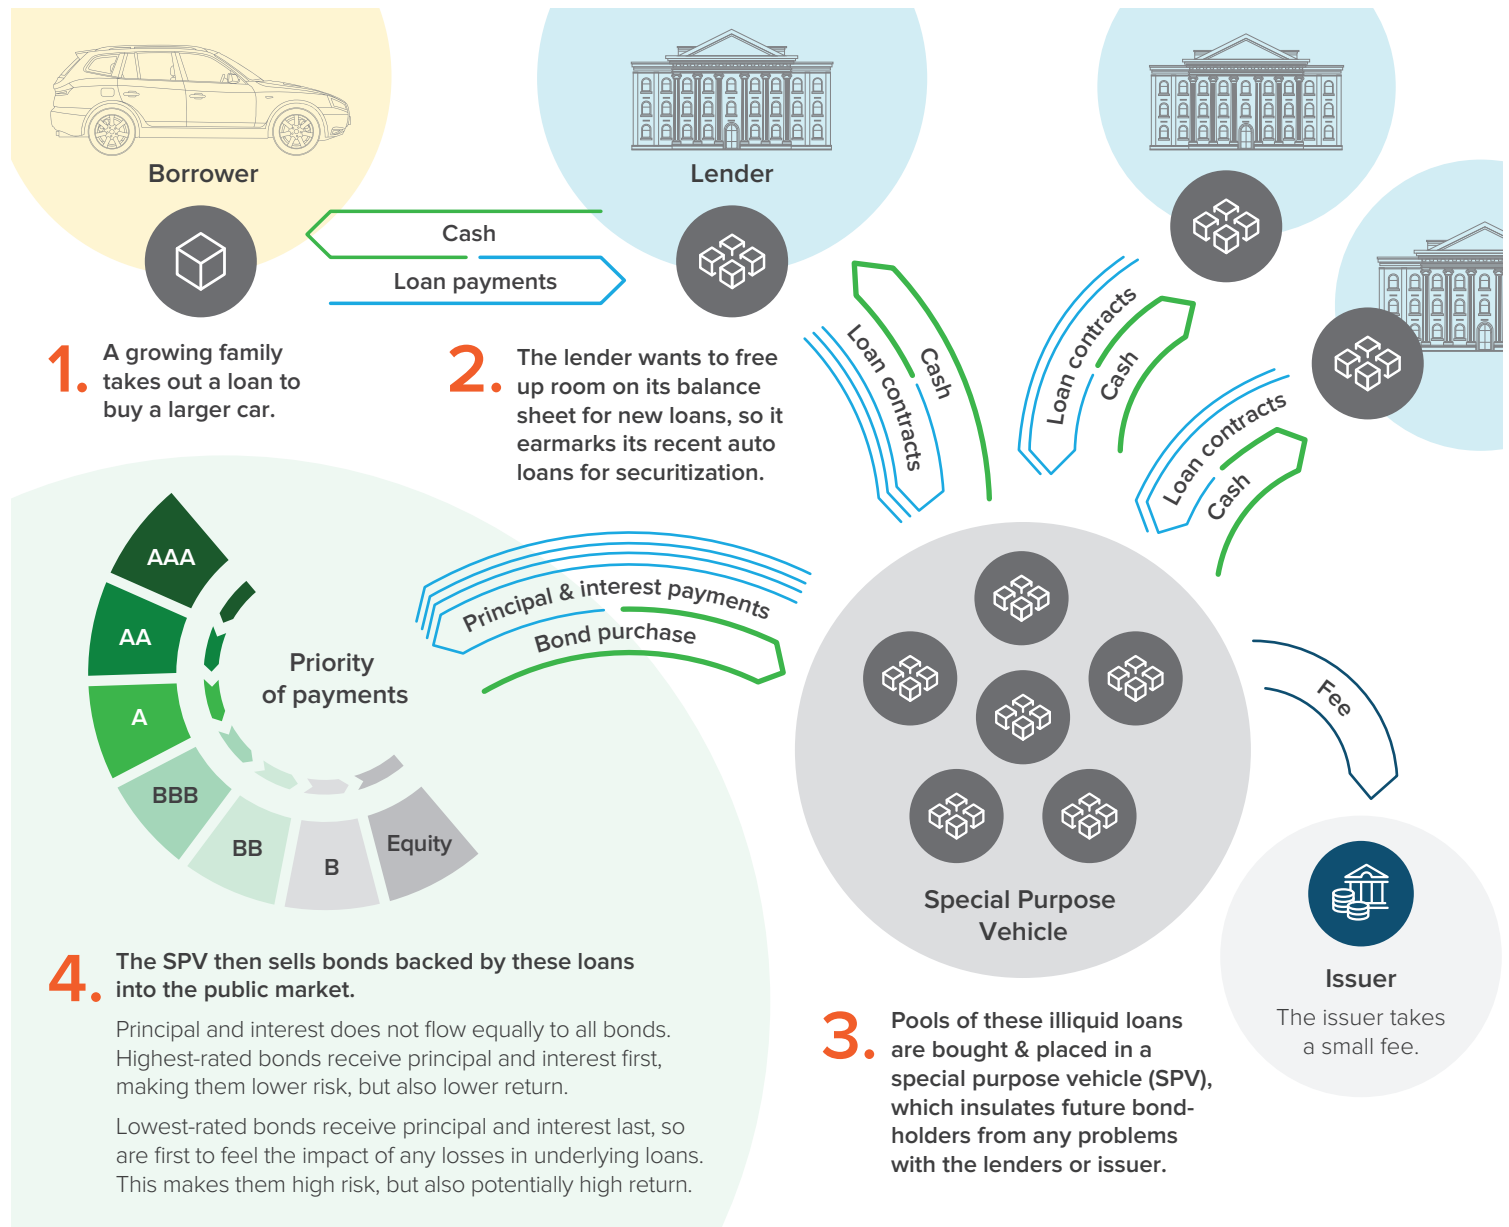 Borrower
Lender
Cash
Loan payments
1.
A growing family
takes out a loan to
buy a larger car.
2.
The lender wants to free
up room on its balance
sheet for new loans, so it
earmarks its recent auto
loans for securitization.
Loan contracts
Cash
Loan contracts
Cash
Loan contracts
Cash
Principal & interest payments
Bond purchase
AAA
AA
A
BBB
BB
B
Equity
Priority
of payments
Special Purpose
Vehicle
Fee
Issuer
The issuer takes
a small fee.
3.
Pools of these illiquid loans
are bought & placed in a
special purpose vehicle (SPV),
which insulates future bond-
holders from any problems
with the lenders or issuer.
4.
The SPV then sells bonds backed by these loans
into the public market.
Principal and interest does not flow equally to all bonds.
Highest-rated bonds receive principal and interest first,
making them lower risk, but also lower return.
Lowest-rated bonds receive principal and interest last, so
are first to feel the impact of any losses in underlying loans.
This makes them high risk, but also potentially high return.